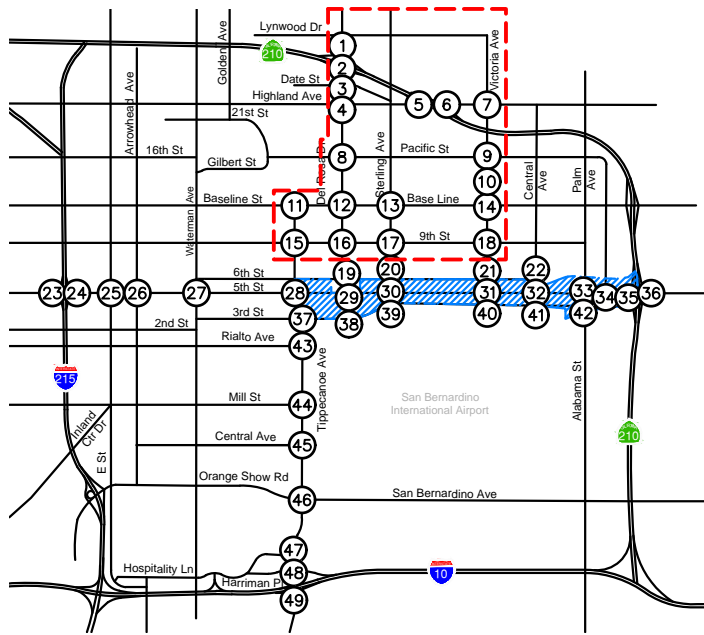 Lynwood Dr
Golden Ave
Victoria Ave
210
1
2
Arrowhead Ave
Date St
3
Highland Ave
4
5
6
7
21st St
16th St
Gilbert St
Del Rosa Dr
8
Sterling Ave
Pacific St
9
Central Ave
Palm Ave
10
Waterman Ave
Baseline St
11
12
13
Base Line
14
15
16
17
9th St
18
6th St
19
20
21
22
5th St
23
24
25
26
27
28
29
30
31
32
33
34
35
36
3rd St
2nd St
37
38
39
40
41
42
Rialto Ave
43
Tippecanoe Ave
215
San Bernardino
International Airport
Alabama St
Mill St
44
Inland
Ctr Dr
Central Ave
45
210
E St
Orange Show Rd
46
San Bernardino Ave
47
Hospitality Ln
48
10
Harriman Pl
49